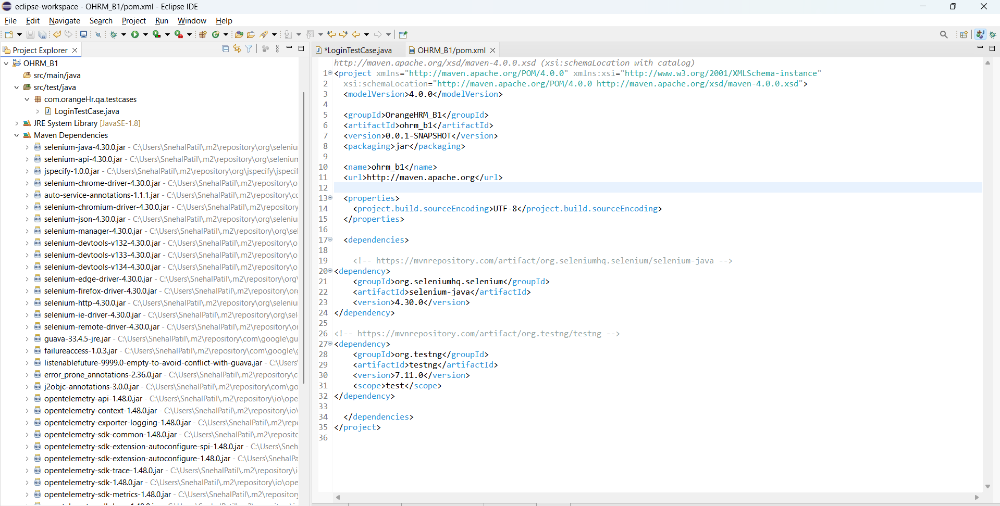 eclipse-workspace - OHRM_B1/pom.xml - Eclipse IDE
File Edit Navigate Search Project Run Window Help
Project Explorer
OHRM_B1
src/main/java
src/test/java
com.orangeHr.qa.testcases
LoginTestCase.java
JRE System Library [JavaSE-1.8]
Maven Dependencies
selenium-java-4.30.0.jar - C:\Users\SnehalPatil\.m2\repository\org\seleniu
selenium-api-4.30.0.jar - C:\Users\SnehalPatil\.m2\repository\org\seleniun
jspecify-1.0.0.jar - C:\Users\SnehalPatil\.m2\repository\org\jspecify\jspecif
selenium-chrome-driver-4.30.0.jar - C:\Users\SnehalPatil\.m2\repository\o
auto-service-annotations-1.1.1.jar - C:\Users\SnehalPatil\.m2\repository\cc
selenium-chromium-driver-4.30.0.jar - C:\Users\SnehalPatil\.m2\repository
selenium-json-4.30.0.jar - C:\Users\SnehalPatil\.m2\repository\org\seleniu
selenium-manager-4.30.0.jar - C:\Users\SnehalPatil\.m2\repository\org\se
selenium-devtools-v132-4.30.0.jar - C:\Users\SnehalPatil\.m2\repository\o
selenium-devtools-v133-4.30.0.jar - C:\Users\SnehalPatil\.m2\repository\o
selenium-devtools-v134-4.30.0.jar - C:\Users\SnehalPatil\.m2\repository\o
selenium-edge-driver-4.30.0.jar - C:\Users\SnehalPatil\.m2\repository\org\
selenium-firefox-driver-4.30.0.jar - C:\Users\SnehalPatil\.m2\repository\or
selenium-http-4.30.0.jar - C:\Users\SnehalPatil\.m2\repository\org\seleniu
selenium-ie-driver-4.30.0.jar - C:\Users\SnehalPatil\.m2\repository\org\sel
selenium-remote-driver-4.30.0.jar - C:\Users\SnehalPatil\.m2\repository\or
guava-33.4.5-jre.jar - C:\Users\SnehalPatil\.m2\repository\com\google\gu
failureaccess-1.0.3.jar - C:\Users\SnehalPatil\.m2\repository\com\google\g
listenablefuture-9999.0-empty-to-avoid-conflict-with-guava.jar - C:\Users\
error_prone_annotations-2.36.0.jar - C:\Users\SnehalPatil\.m2\repository\c
j2objc-annotations-3.0.0.jar - C:\Users\SnehalPatil\.m2\repository\com\go
opentelemetry-api-1.48.0.jar - C:\Users\SnehalPatil\.m2\repository\io\ope
opentelemetry-context-1.48.0.jar - C:\Users\SnehalPatil\.m2\repository\io\
opentelemetry-exporter-logging-1.48.0.jar - C:\Users\SnehalPatil\.m2\repo
opentelemetry-sdk-common-1.48.0.jar - C:\Users\SnehalPatil\.m2\reposito
opentelemetry-sdk-extension-autoconfigure-spi-1.48.0.jar - C:\Users\Sneh
opentelemetry-sdk-extension-autoconfigure-1.48.0.jar - C:\Users\SnehalPa
opentelemetry-sdk-trace-1.48.0.jar - C:\Users\SnehalPatil\.m2\repository\i
opentelemetry-sdk-1.48.0.jar - C:\Users\SnehalPatil\.m2\repository\io\ope
opentelemetry-sdk-metrics-1.48.0.jar - C:\Users\SnehalPatil\.m2\repository
*LoginTestCase.java OHRM_B1/pom.xml
http://maven.apache.org/xsd/maven-4.0.0.xsd (xsi:schemaLocation with catalog)
1 <project xmlns="http://maven.apache.org/POM/4.0.0" xmlns:xsi="http://www.w3.org/2001/XMLSchema-instance"
2 xsi:schemaLocation="http://maven.apache.org/POM/4.0.0 http://maven.apache.org/xsd/maven-4.0.0.xsd">
3 <modelVersion>4.0.0</modelVersion>
4
5 <groupId>OrangeHRM_B1</groupId>
6 <artifactId>ohrm_b1</artifactId>
7 <version>0.0.1-SNAPSHOT</version>
8 <packaging>jar</packaging>
9
10 <name>ohrm_b1</name>
11 <url>http://maven.apache.org</url>
12
13 <properties>
14 <project.build.sourceEncoding>UTF-8</project.build.sourceEncoding>
15 </properties>
16
17 <dependencies>
18
19 <!-- https://mvnrepository.com/artifact/org.seleniumhq.selenium/selenium-java -->
20 <dependency>
21 <groupId>org.seleniumhq.selenium</groupId>
22 <artifactId>selenium-java</artifactId>
23 <version>4.30.0</version>
24 </dependency>
25
26 <!-- https://mvnrepository.com/artifact/org.testng/testng -->
27 <dependency>
28 <groupId>org.testng</groupId>
29 <artifactId>testng</artifactId>
30 <version>7.11.0</version>
31 <scope>test</scope>
32 </dependency>
33
34 </dependencies>
35 </project>
36